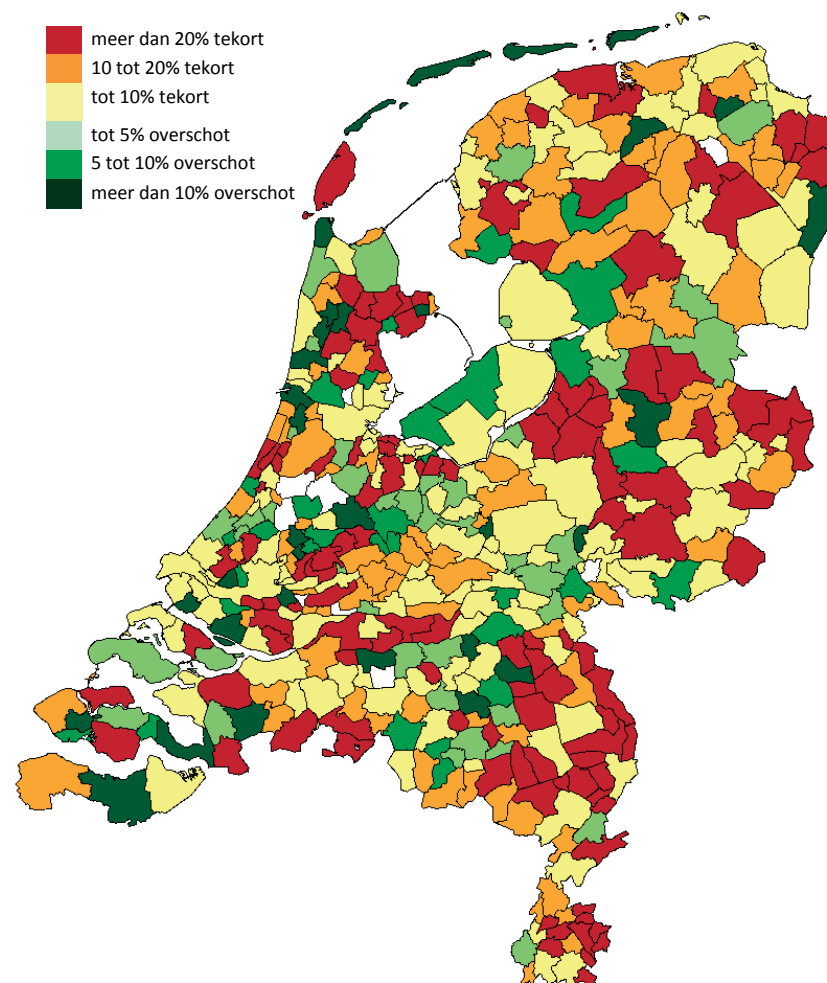 meer dan 20% tekort
10 tot 20% tekort
tot 10% tekort
tot 5% overschot
5 tot 10% overschot
meer dan 10% overschot